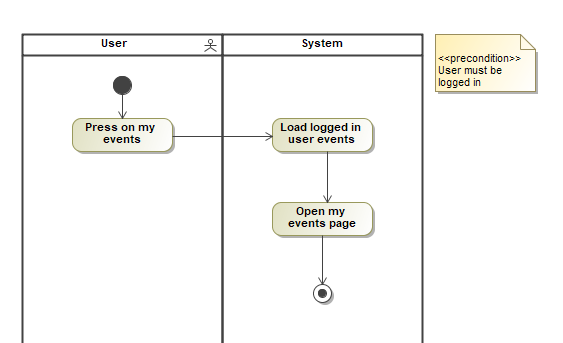 User
System
<<precondition>>
User must be
logged in
Press on my
events
Load logged in
user events
Open my
events page